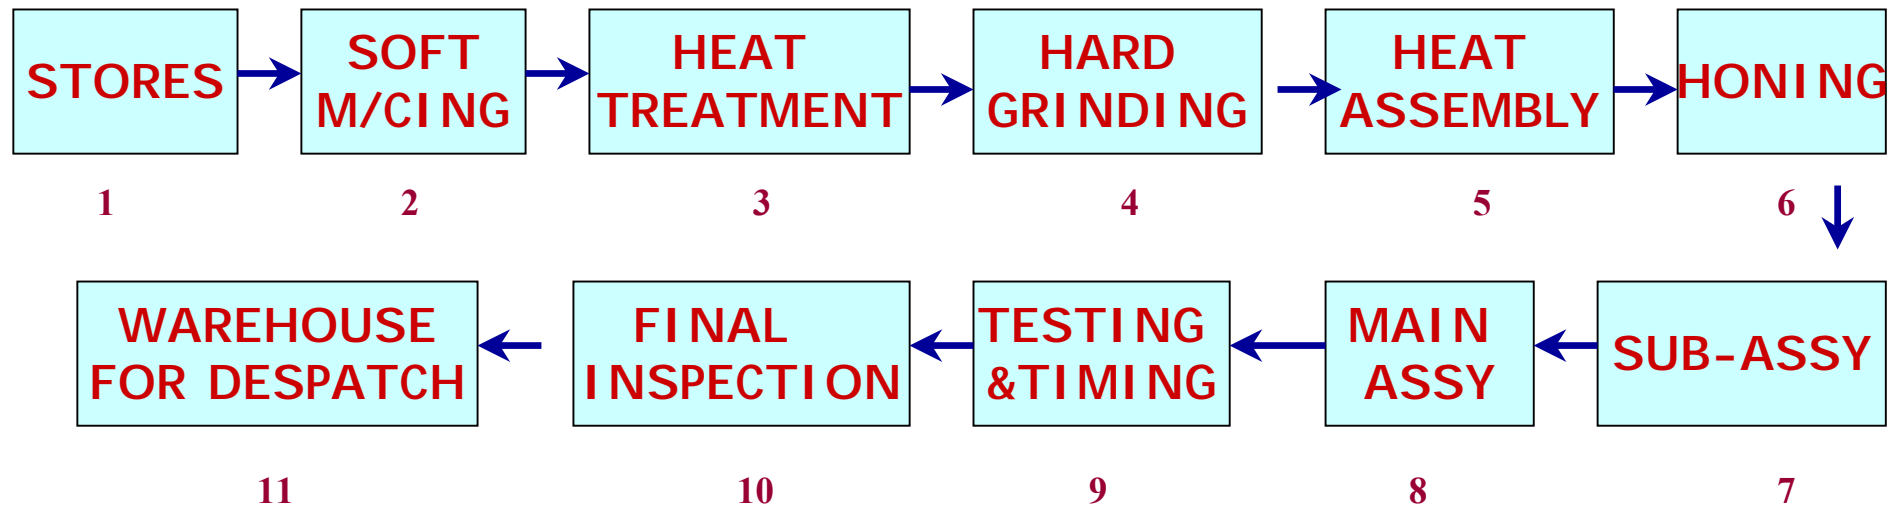 STORES
SOFT
M/CING
HEAT
TREATMENT
HARD
GRINDING
HEAT
ASSEMBLY
HONING
1
2
3
4
5
6
WAREHOUSE
FOR DESPATCH
FINAL
INSPECTION
TESTING
&TIMING
MAIN
ASSY
SUB-ASSY
11
10
9
8
7